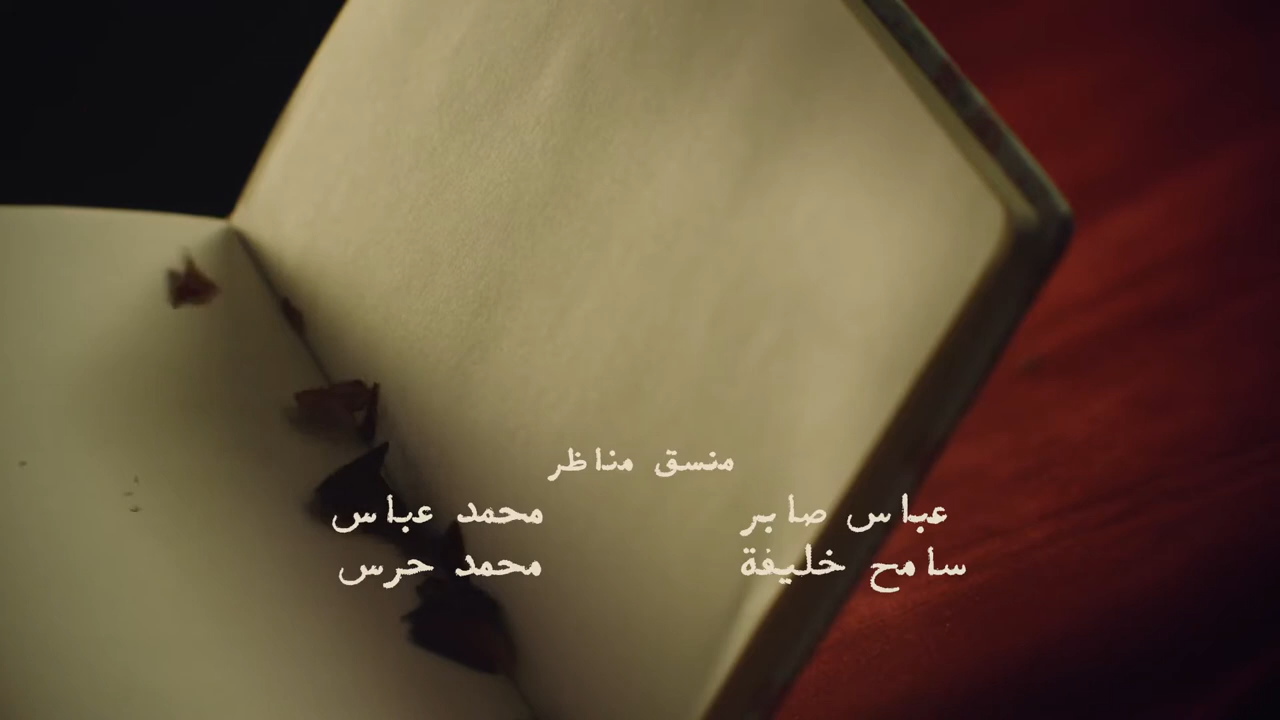 منسق مناظر
عباس صابر محمد عباس
سامح خليفة محمد حرس